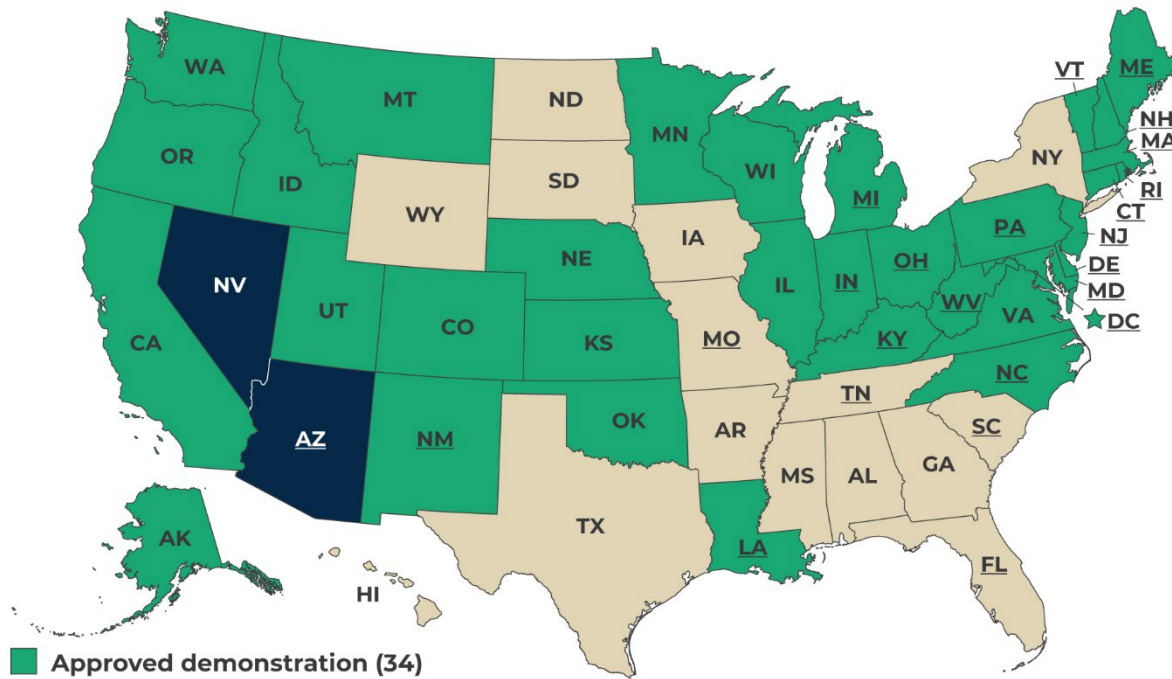 WA
MT
ND
MN
VT
ME
NH
MA
OR
ID
SD
WI
NY
MI
RI
WY
CT
IA
PA
NJ
NE
NV
OH
DE
IL
IN
MD
UT
WV
CO
DC
VA
CA
KS
MO
KY
NC
TN
OK
AZ
NM
AR
SC
MS
AL
GA
TX
AK
LA
FL
HI
Approved demonstration (34)